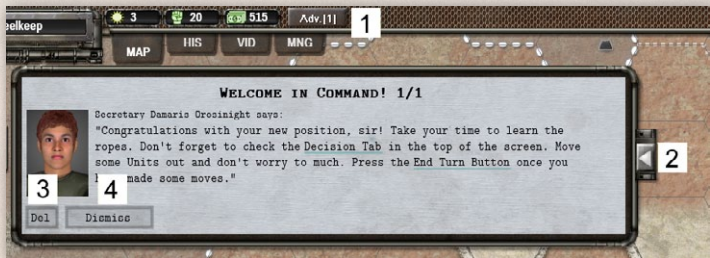 eelkeep
3 20 515 Adv.[1] 1
MAP HIS VID MNG
WELCOME IN COMMAND! 1/1
Secretary Damaris Orosinight says:
"Congratulations with your new position, sir! Take your time to learn the
ropes. Don't forget to check the Decision Tab in the top of the screen. Move
some Units out and don't worry to much. Press the End Turn Button once you
made some moves."
2
3 4
Del Dismiss